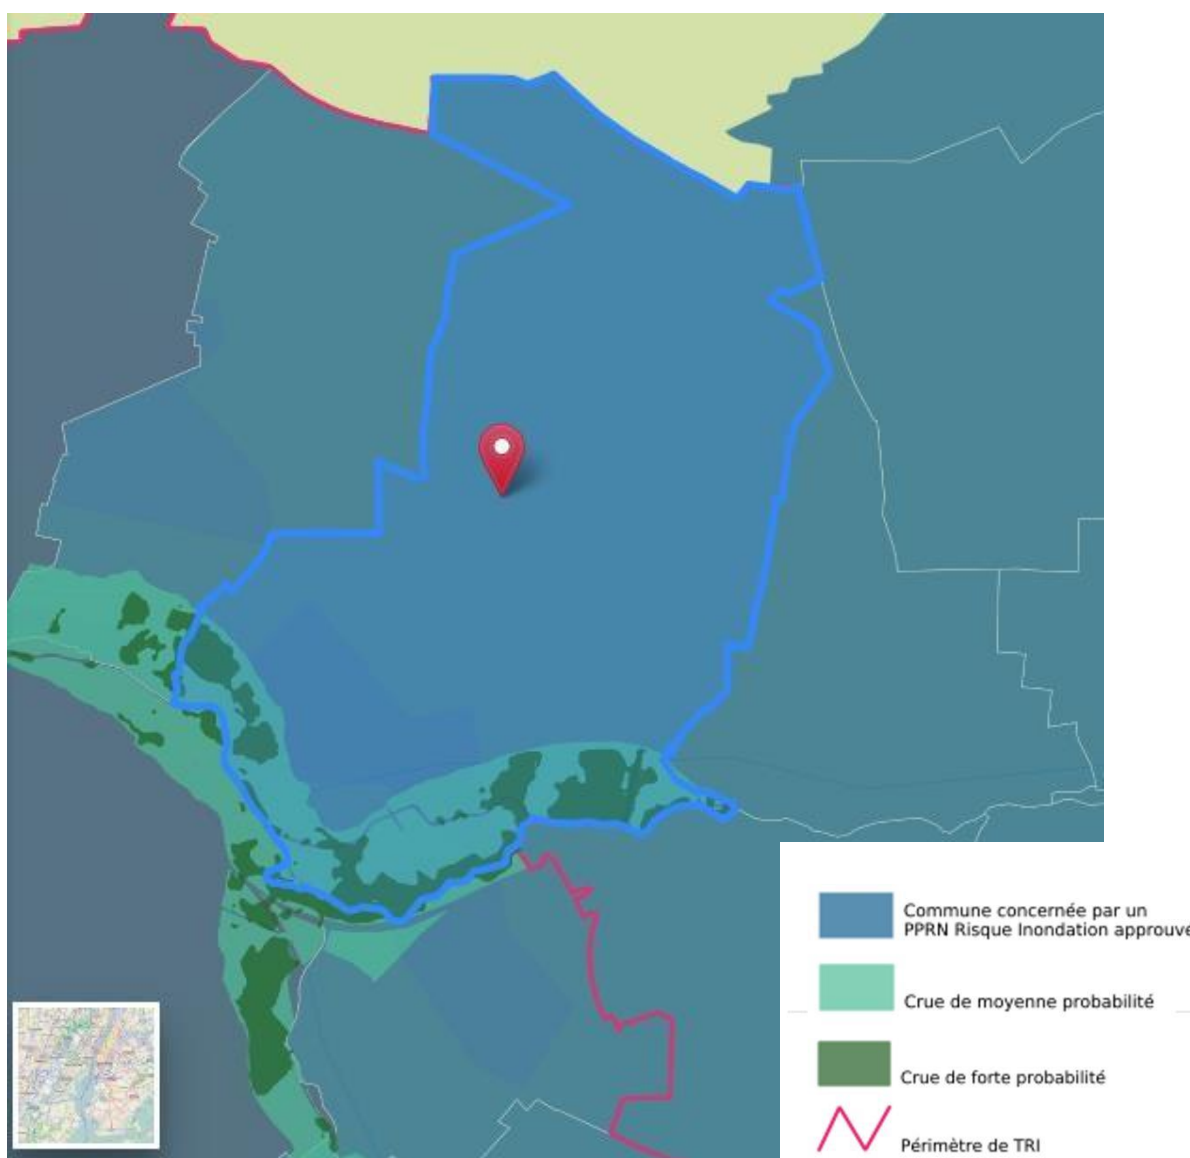 Commune concernée par un
PPRN Risque Inondation approuvé
Crue de moyenne probabilité
Crue de forte probabilité
Périmètre de TRI